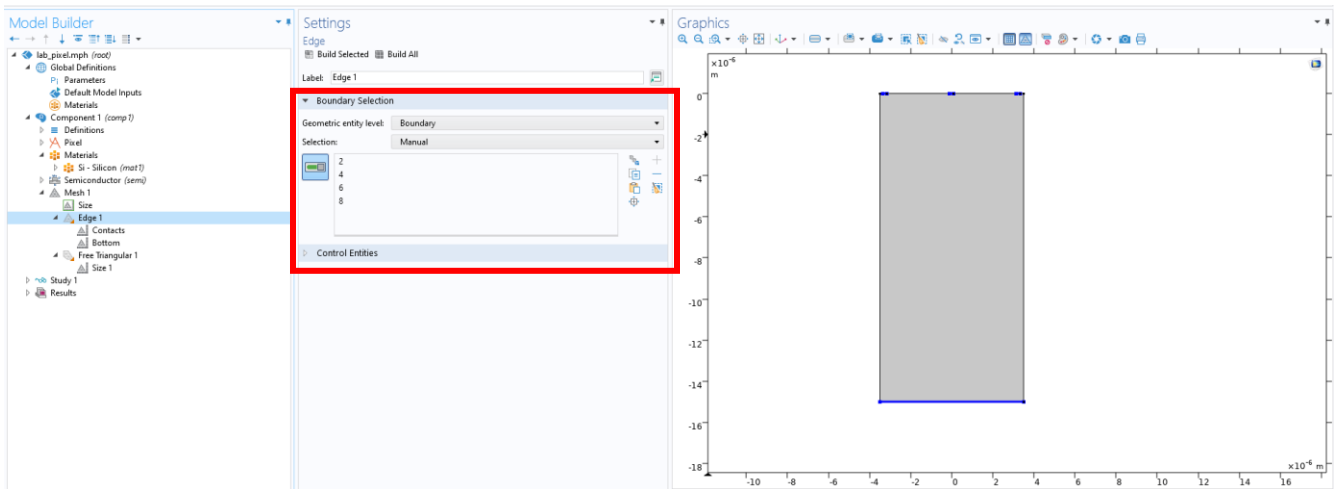 Model Builder
lab_pixel.mph (root)
Global Definitions
Pi Parameters
Default Model Inputs
Materials
Component 1 (comp1)
Definitions
Pixel
Materials
Si - Silicon (mat1)
Semiconductor (semi)
Mesh 1
Size
Edge 1
Contacts
Bottom
Free Triangular 1
Size 1
Study 1
Results
Settings
Edge
Build Selected Build All
Label: Edge 1
Boundary Selection
Geometric entity level: Boundary
Selection: Manual
2
4
6
8
Control Entities
Graphics
×10⁻⁶
m
0
-2
-4
-6
-8
-10
-12
-14
-16
-18
×10⁻⁶ m
-10 -8 -6 -4 -2 0 2 4 6 8 10 12 14 16